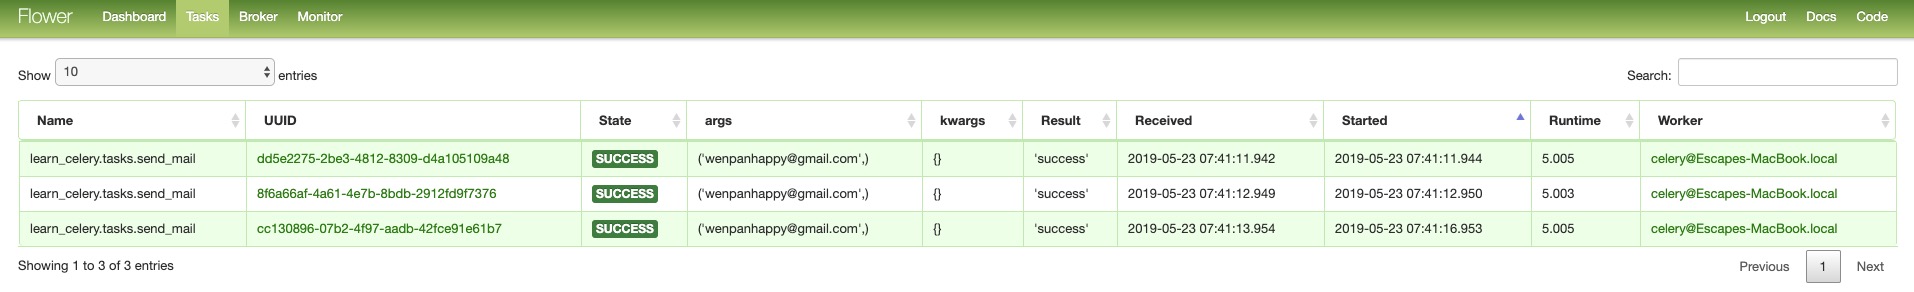 Flower Dashboard Tasks Broker Monitor Logout Docs Code
Show 10 entries Search:
Name UUID State args kwargs Result Received Started Runtime Worker
learn_celery.tasks.send_mail dd5e2275-2be3-4812-8309-d4a105109a48 SUCCESS ('wenpanhappy@gmail.com',) {} 'success' 2019-05-23 07:41:11.942 2019-05-23 07:41:11.944 5.005 celery@Escapes-MacBook.local
learn_celery.tasks.send_mail 8f6a66af-4a61-4e7b-8bdb-2912fd9f7376 SUCCESS ('wenpanhappy@gmail.com',) {} 'success' 2019-05-23 07:41:12.949 2019-05-23 07:41:12.950 5.003 celery@Escapes-MacBook.local
learn_celery.tasks.send_mail cc130896-07b2-4f97-aadb-42fce91e61b7 SUCCESS ('wenpanhappy@gmail.com',) {} 'success' 2019-05-23 07:41:13.954 2019-05-23 07:41:16.953 5.005 celery@Escapes-MacBook.local
Showing 1 to 3 of 3 entries Previous 1 Next